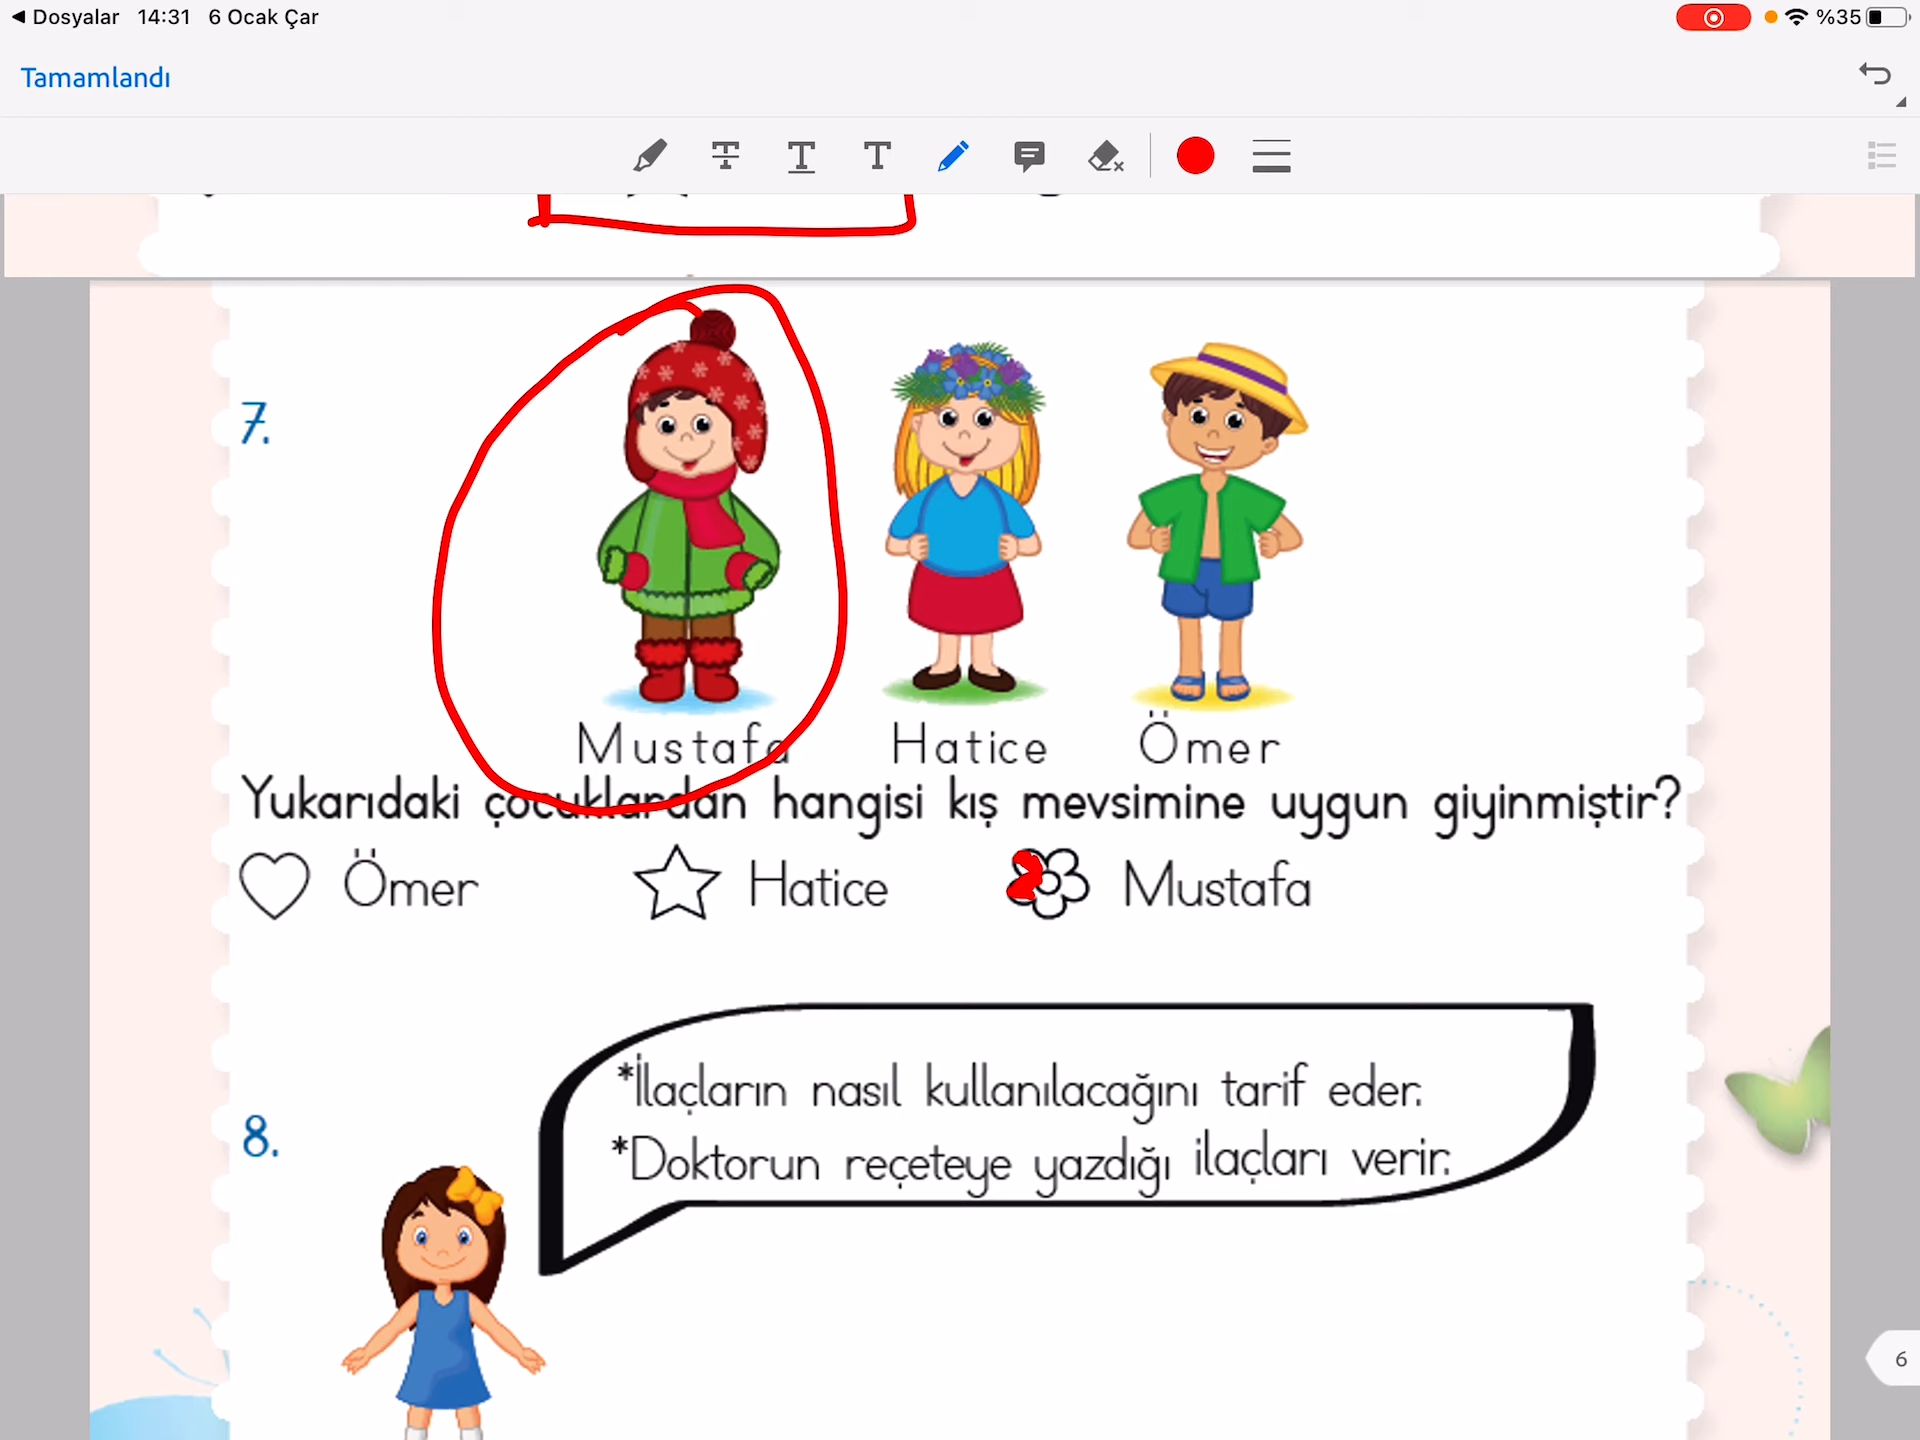 Dosyalar 14:31 6 Ocak Çar %35
Tamamlandı
7.
Mustafa Hatice Ömer
Yukarıdaki çocuklardan hangisi kış mevsimine uygun giyinmiştir?
Ömer Hatice Mustafa
8.
*İlaçların nasıl kullanılacağını tarif eder.
*Doktorun reçeteye yazdığı ilaçları verir.
6